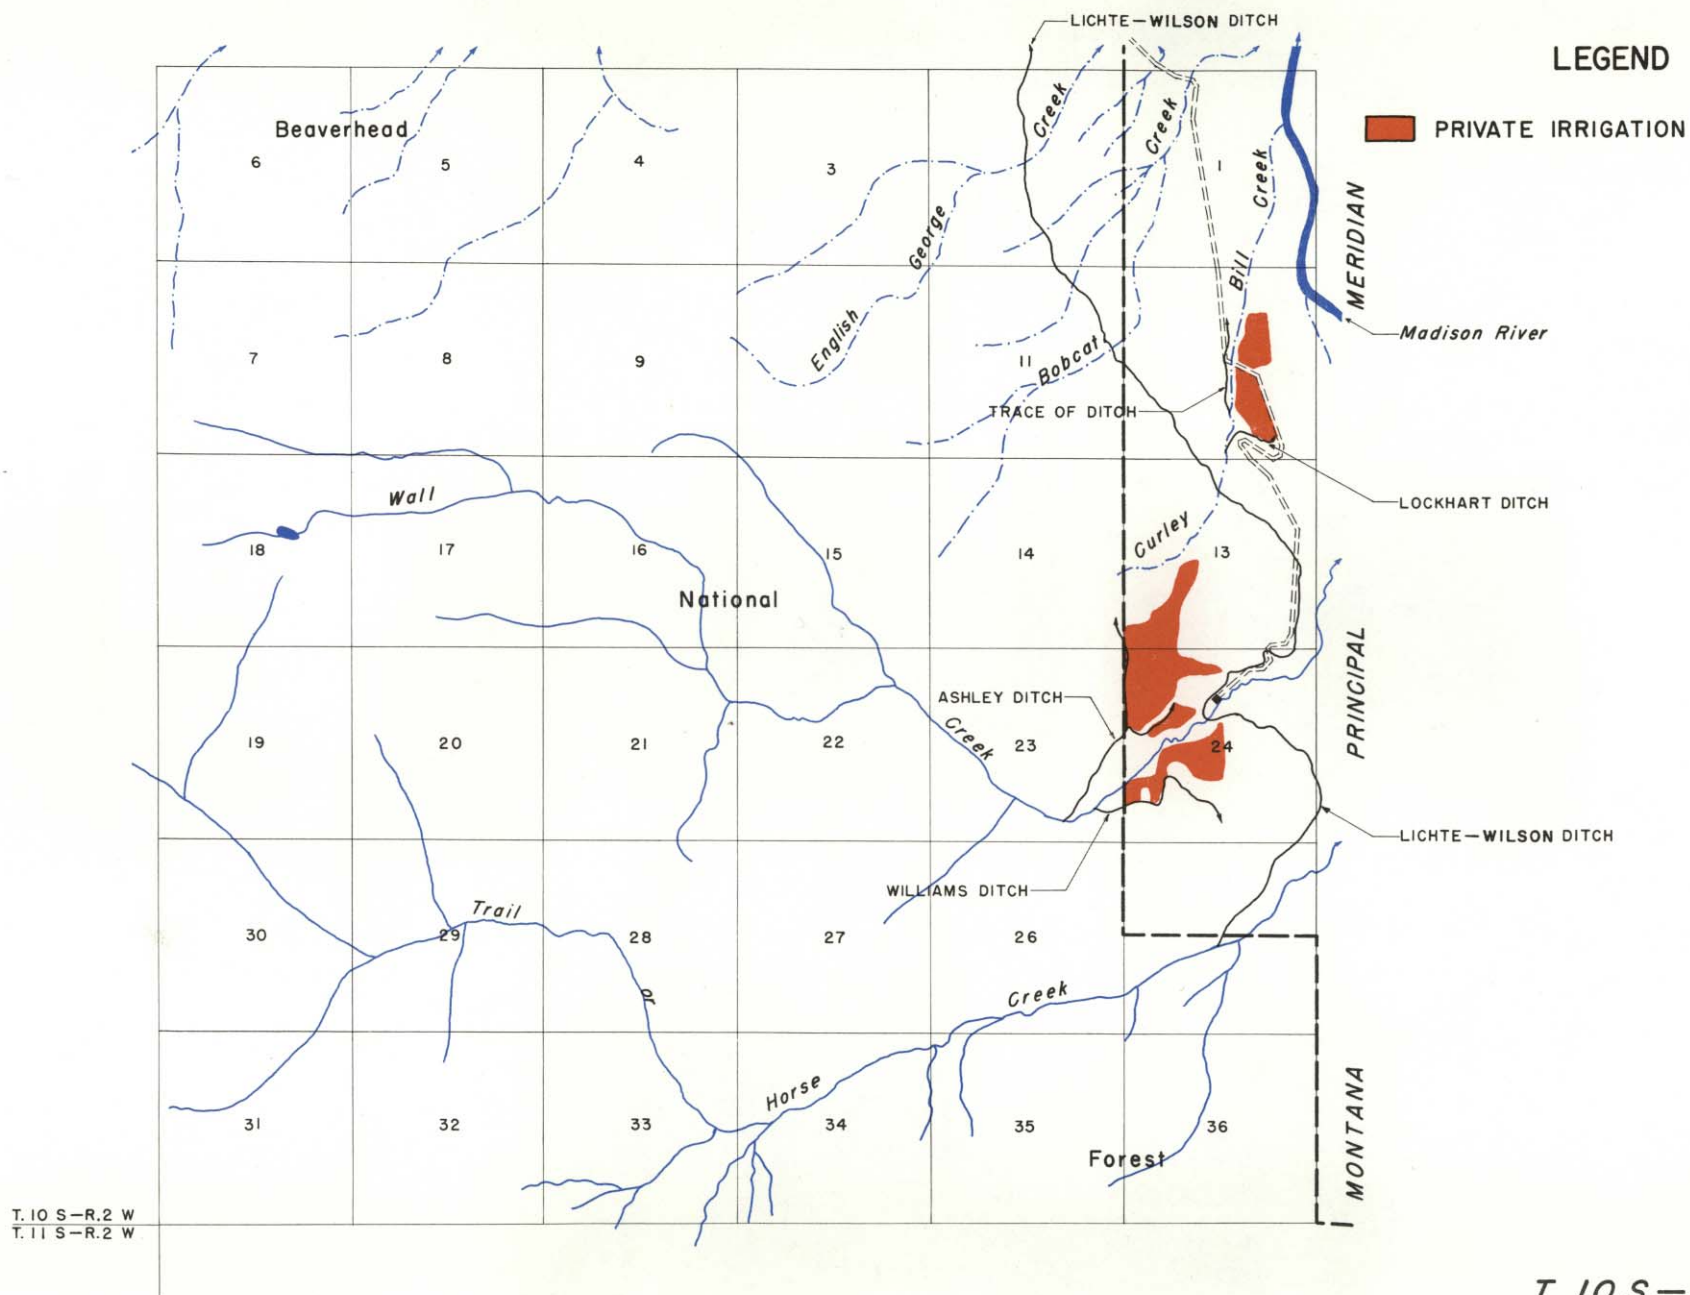 LICHTE—WILSON DITCH
LEGEND
PRIVATE IRRIGATION
Beaverhead
6
5
4
3
1
Creek
Creek
Creek
Bill
George
English
MERIDIAN
Madison River
7
8
9
11
Bobcat
TRACE OF DITCH
LOCKHART DITCH
Wall
18
17
16
15
14
Curley
13
National
PRINCIPAL
ASHLEY DITCH
Creek
19
20
21
22
23
24
LICHTE—WILSON DITCH
WILLIAMS DITCH
Trail
30
29
28
27
26
or
Creek
Horse
31
32
33
34
35
36
Forest
MONTANA
T. 10 S—R. 2 W
T. 11 S—R. 2 W
T. 10 S—